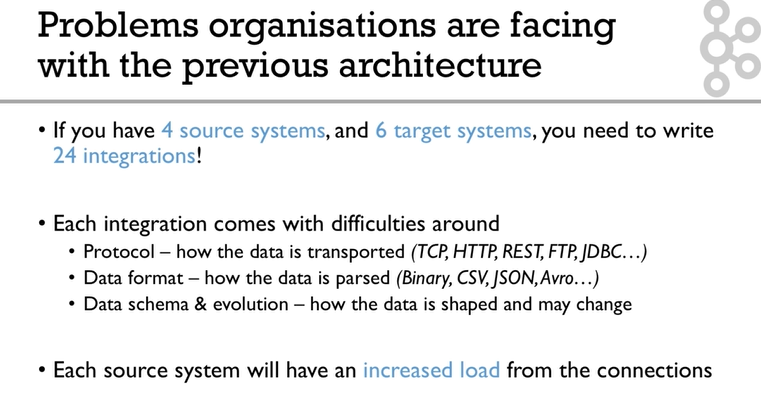 Problems organisations are facing
with the previous architecture
• If you have 4 source systems, and 6 target systems, you need to write
24 integrations!
• Each integration comes with difficulties around
• Protocol – how the data is transported (TCP, HTTP, REST, FTP, JDBC…)
• Data format – how the data is parsed (Binary, CSV, JSON, Avro…)
• Data schema & evolution – how the data is shaped and may change
• Each source system will have an increased load from the connections